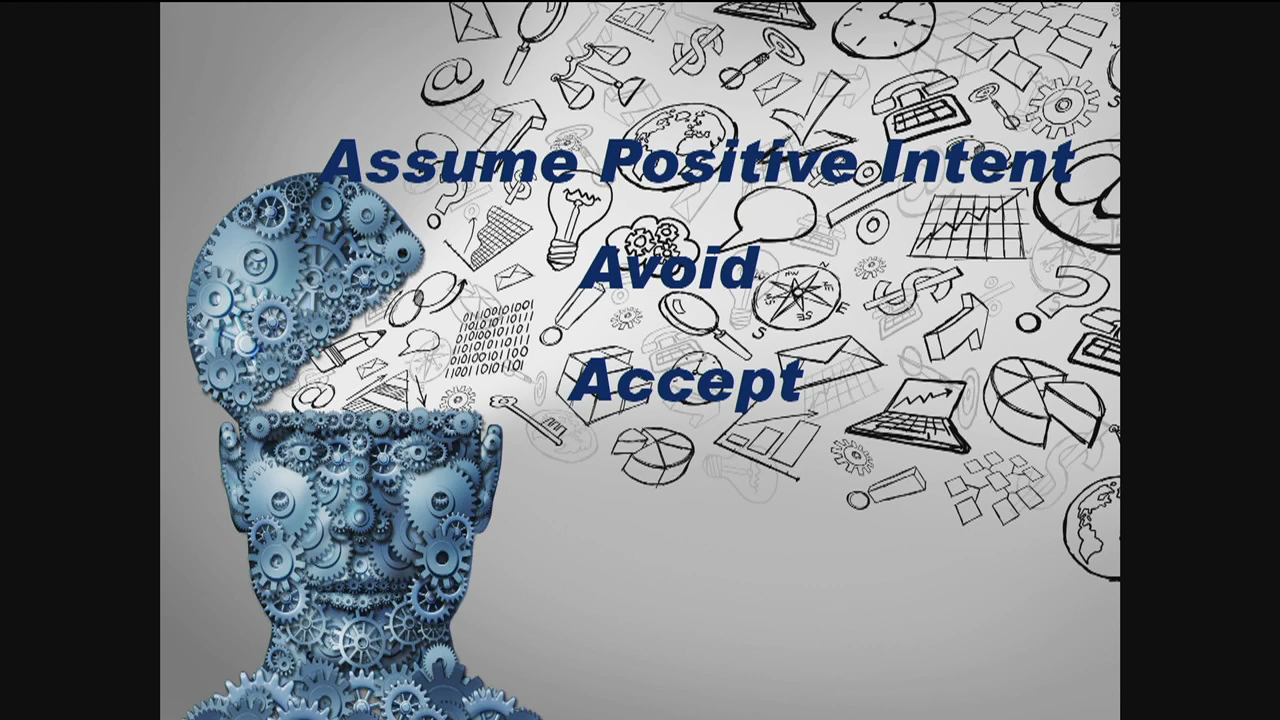 Assume Positive Intent
Avoid
Accept